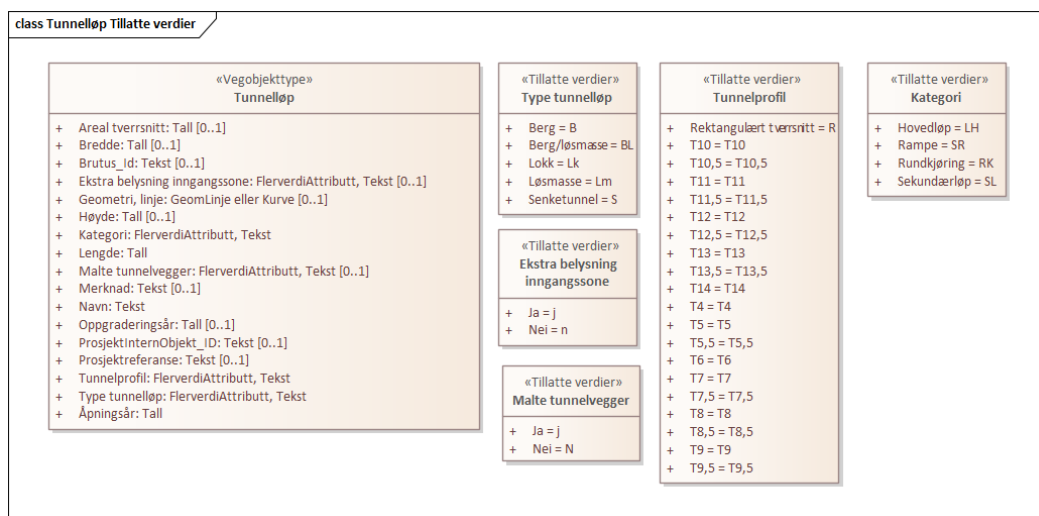 class Tunnelløp Tillatte verdier
«Vegobjekttype»
Tunnelløp
+ Areal tverrsnitt: Tall [0..1]
+ Bredde: Tall [0..1]
+ Brutus_Id: Tekst [0..1]
+ Ekstra belysning inngangssone: FlerverdiAttributt, Tekst [0..1]
+ Geometri, linje: GeomLinje eller Kurve [0..1]
+ Høyde: Tall [0..1]
+ Kategori: FlerverdiAttributt, Tekst
+ Lengde: Tall
+ Malte tunnelvegger: FlerverdiAttributt, Tekst [0..1]
+ Merknad: Tekst [0..1]
+ Navn: Tekst
+ Oppgraderingsår: Tall [0..1]
+ ProsjektInternObjekt_ID: Tekst [0..1]
+ Prosjektreferanse: Tekst [0..1]
+ Tunnelprofil: FlerverdiAttributt, Tekst
+ Type tunnelløp: FlerverdiAttributt, Tekst
+ Åpningsår: Tall
«Tillatte verdier»
Type tunnelløp
+ Berg = B
+ Berg/løsmasse = BL
+ Lokk = Lk
+ Løsmasse = Lm
+ Senketunnel = S
«Tillatte verdier»
Ekstra belysning
inngangssone
+ Ja = j
+ Nei = n
«Tillatte verdier»
Malte tunnelvegger
+ Ja = j
+ Nei = N
«Tillatte verdier»
Tunnelprofil
+ Rektangulært tverrsnitt = R
+ T10 = T10
+ T10,5 = T10,5
+ T11 = T11
+ T11,5 = T11,5
+ T12 = T12
+ T12,5 = T12,5
+ T13 = T13
+ T13,5 = T13,5
+ T14 = T14
+ T4 = T4
+ T5 = T5
+ T5,5 = T5,5
+ T6 = T6
+ T7 = T7
+ T7,5 = T7,5
+ T8 = T8
+ T8,5 = T8,5
+ T9 = T9
+ T9,5 = T9,5
«Tillatte verdier»
Kategori
+ Hovedløp = LH
+ Rampe = SR
+ Rundkjøring = RK
+ Sekundærløp = SL